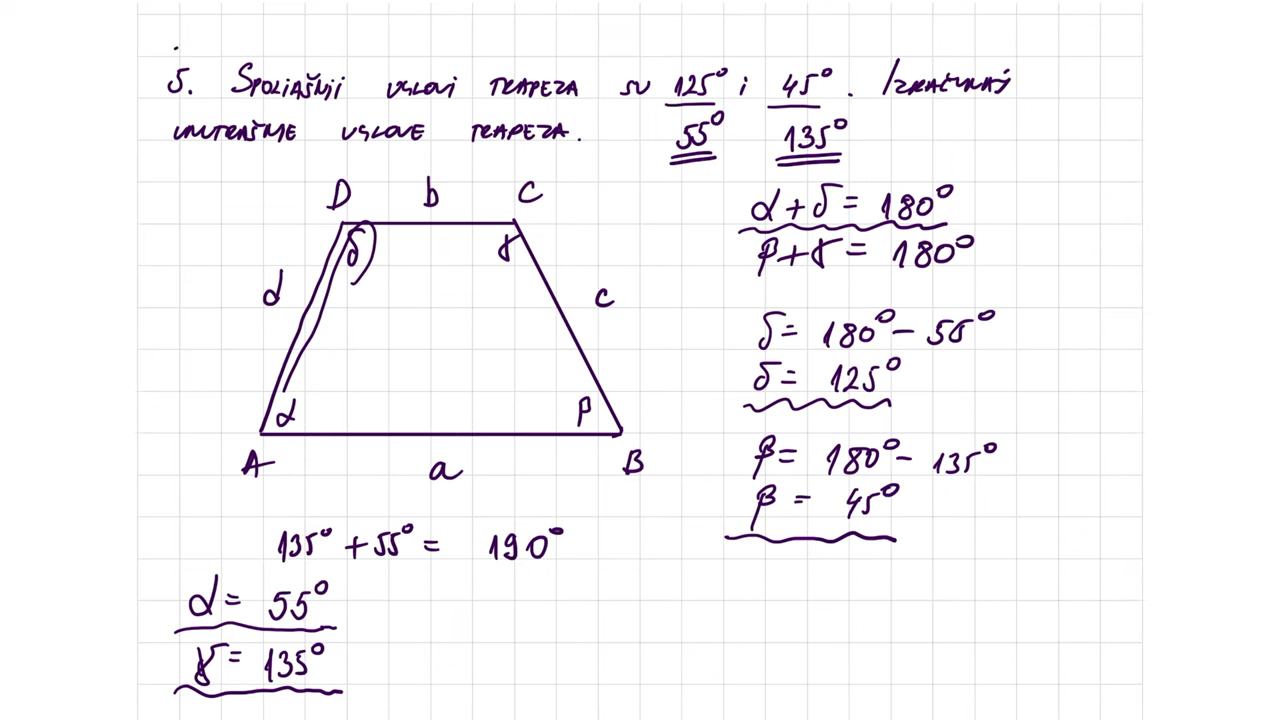 5. SPOLJAŠNJI UGLOVI TRAPEZA SU 125° i 45°. IZRAČUNAJ
UNUTRAŠNJE UGLOVE TRAPEZA. 55° 135°
D b C
α + δ = 180°
δ γ
β + γ = 180°
d c
δ = 180° - 55°
δ = 125°
α β
β = 180° - 135°
A a B
β = 45°
135° + 55° = 190°
α = 55°
γ = 135°